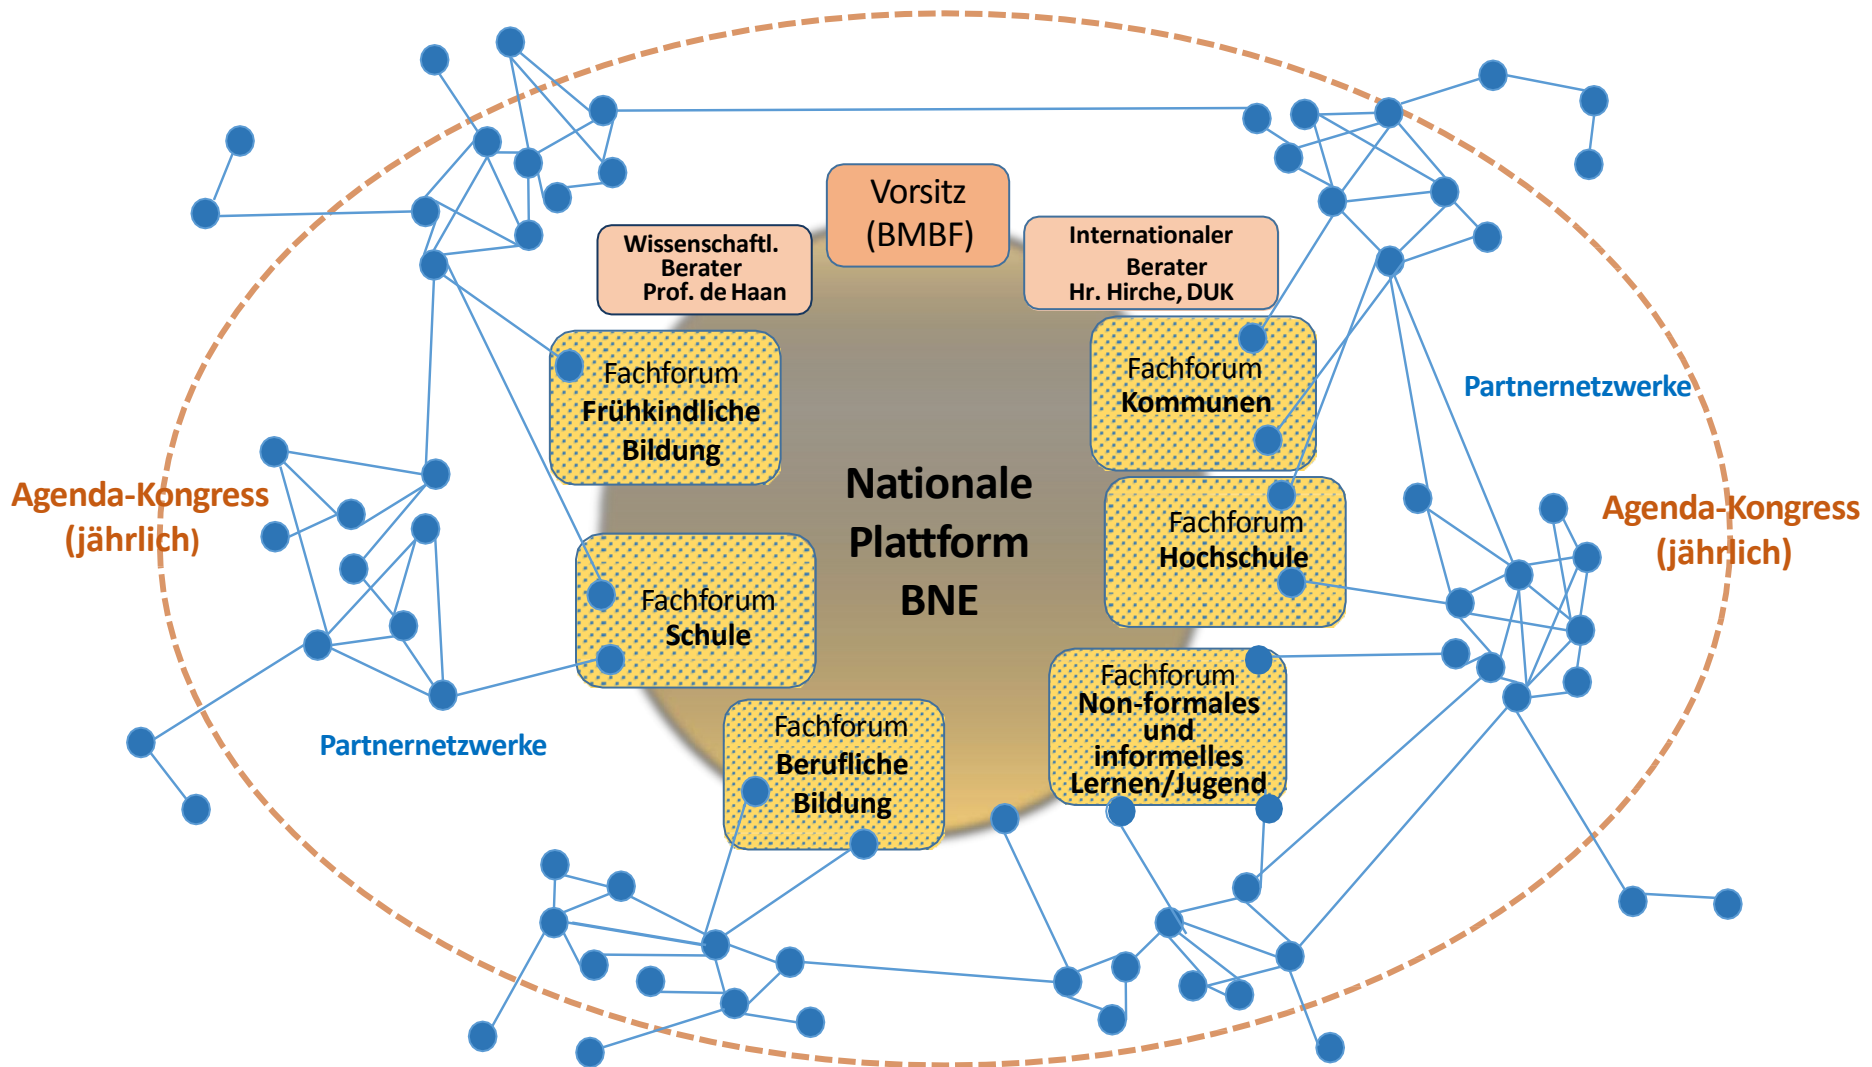 Vorsitz
(BMBF)
Wissenschaftl.
Berater
Prof. de Haan
Internationaler
Berater
Hr. Hirche, DUK
Fachforum
Frühkindliche
Bildung
Fachforum
Kommunen
Partnernetzwerke
Nationale
Plattform
BNE
Agenda-Kongress
(jährlich)
Fachforum
Hochschule
Agenda-Kongress
(jährlich)
Fachforum
Schule
Fachforum
Non-formales
und
informelles
Lernen/Jugend
Partnernetzwerke
Fachforum
Berufliche
Bildung